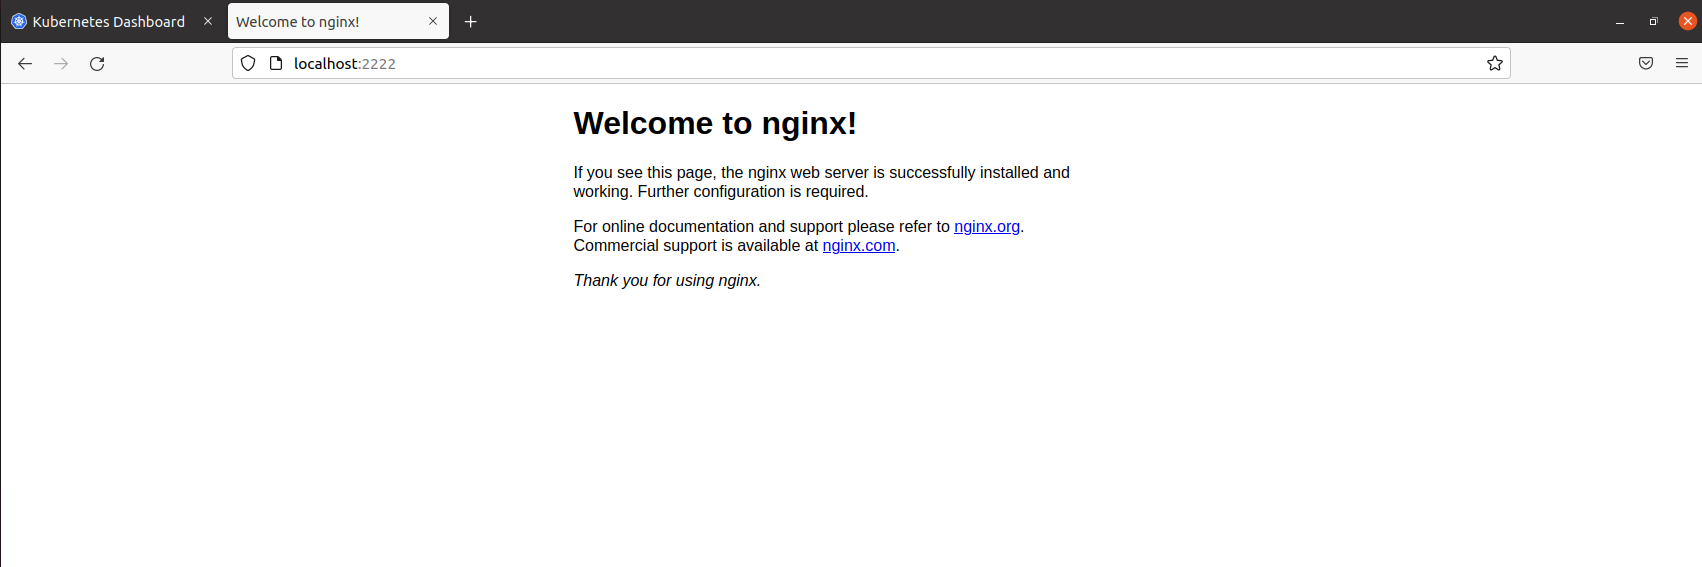 Kubernetes Dashboard
Welcome to nginx!
localhost:2222
Welcome to nginx!
If you see this page, the nginx web server is successfully installed and
working. Further configuration is required.
For online documentation and support please refer to nginx.org.
Commercial support is available at nginx.com.
Thank you for using nginx.